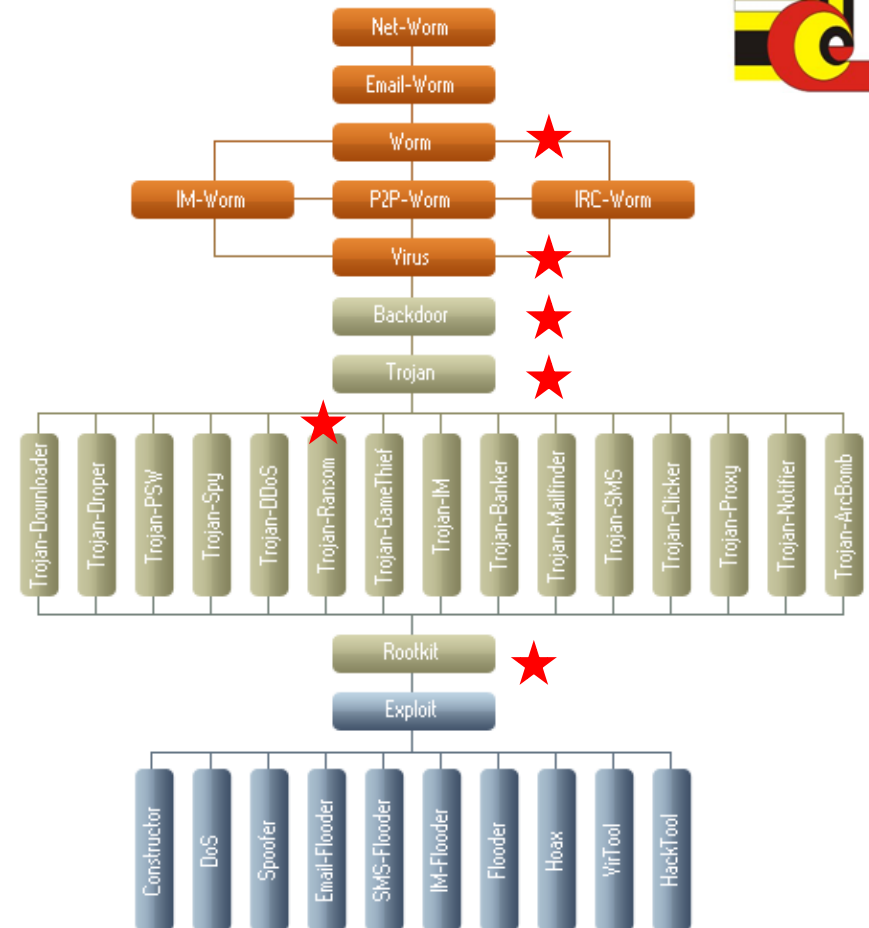 Net-Worm
Email-Worm
Worm
IM-Worm
P2P-Worm
IRC-Worm
Virus
Backdoor
Trojan
Trojan-Downloader
Trojan-Droper
Trojan-PSW
Trojan-Spy
Trojan-DDoS
Trojan-Ransom
Trojan-GameThief
Trojan-IM
Trojan-Banker
Trojan-Mailfinder
Trojan-SMS
Trojan-Clicker
Trojan-Proxy
Trojan-Notifier
Trojan-ArcBomb
Rootkit
Exploit
Constructor
DoS
Spoofer
Email-Flooder
SMS-Flooder
IM-Flooder
Flooder
Hoax
VirTool
HackTool